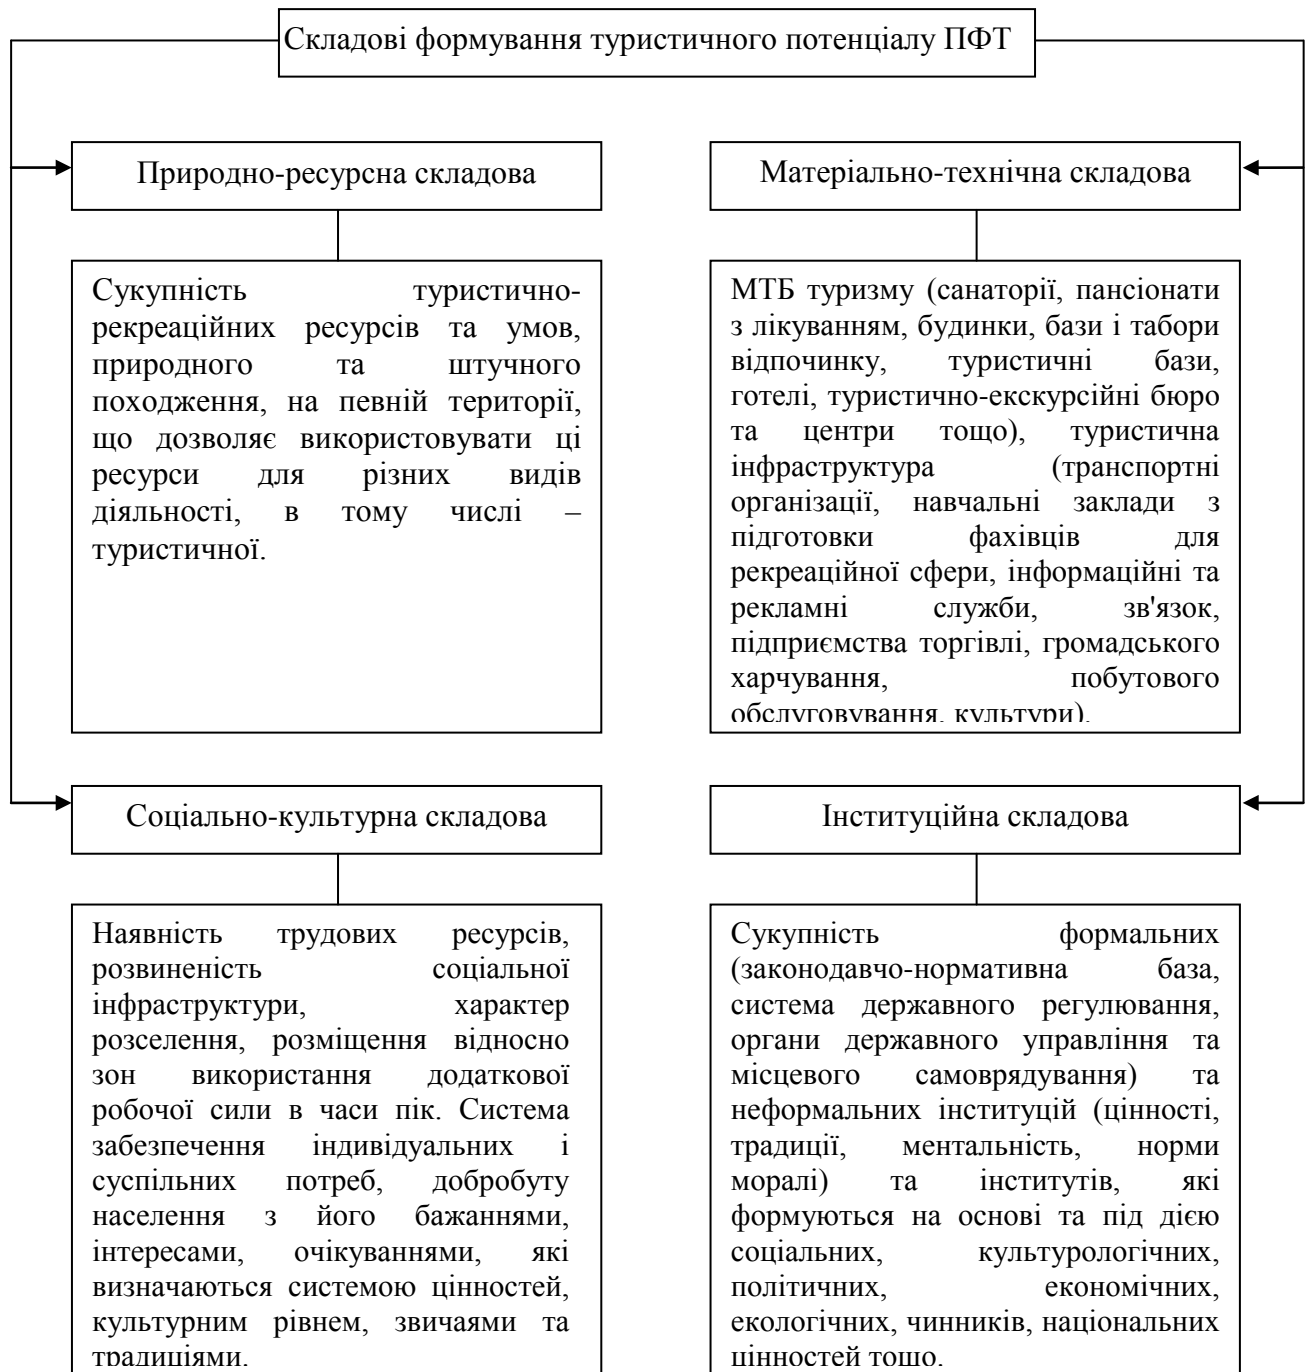 Складові формування туристичного потенціалу ПФТ
Природно-ресурсна складова
Сукупність туристично-
рекреаційних ресурсів та умов,
природного та штучного
походження, на певній території,
що дозволяє використовувати ці
ресурси для різних видів
діяльності, в тому числі –
туристичної.
Матеріально-технічна складова
МТБ туризму (санаторії, пансіонати
з лікуванням, будинки, бази і табори
відпочинку, туристичні бази,
готелі, туристично-екскурсійні бюро
та центри тощо), туристична
інфраструктура (транспортні
організації, навчальні заклади з
підготовки фахівців для
рекреаційної сфери, інформаційні та
рекламні служби, зв'язок,
підприємства торгівлі, громадського
харчування, побутового
обслуговування, культури).
Соціально-культурна складова
Наявність трудових ресурсів,
розвиненість соціальної
інфраструктури, характер
розселення, розміщення відносно
зон використання додаткової
робочої сили в часи пік. Система
забезпечення індивідуальних і
суспільних потреб, добробуту
населення з його бажаннями,
інтересами, очікуваннями, які
визначаються системою цінностей,
культурним рівнем, звичаями та
традиціями.
Інституційна складова
Сукупність формальних
(законодавчо-нормативна база,
система державного регулювання,
органи державного управління та
місцевого самоврядування) та
неформальних інституцій (цінності,
традиції, ментальність, норми
моралі) та інститутів, які
формуються на основі та під дією
соціальних, культурологічних,
політичних, економічних,
екологічних, чинників, національних
цінностей тощо.